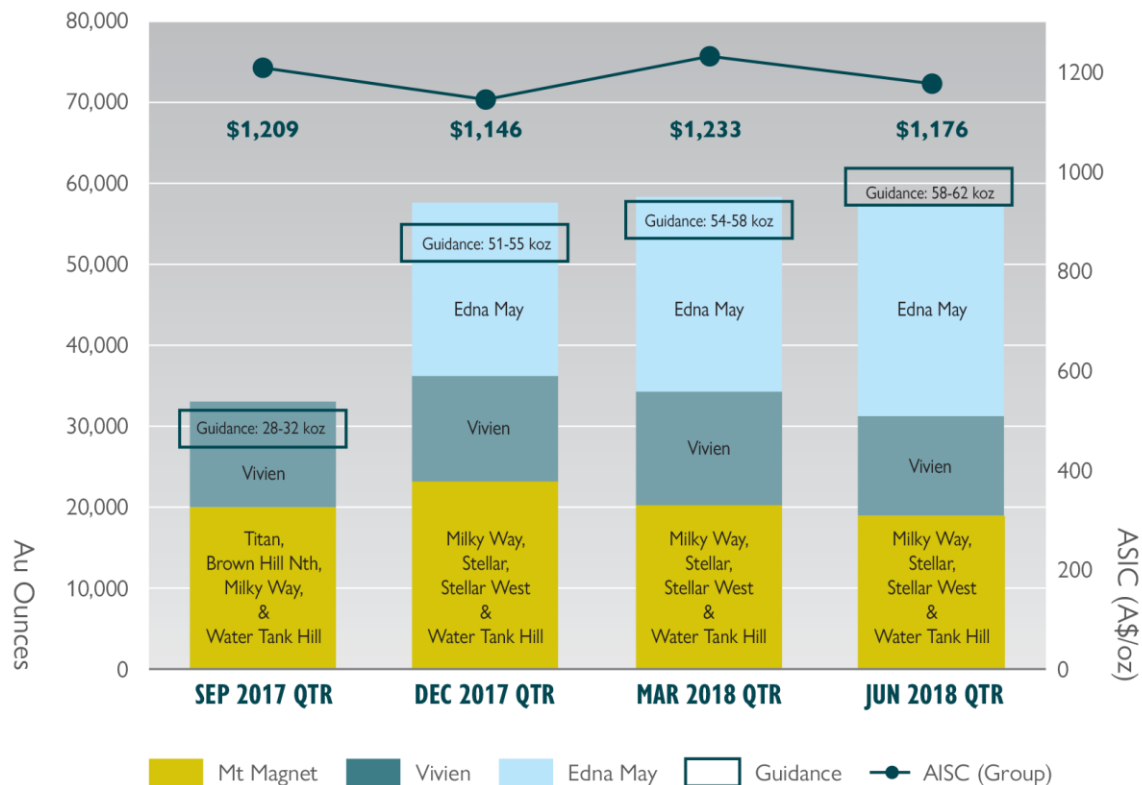 80,000
70,000
60,000
50,000
40,000
30,000
20,000
10,000
0
Au Ounces
1200
1000
800
600
400
200
0
ASIC (A$/oz)
$1,209
$1,146
$1,233
$1,176
Guidance: 28-32 koz
Vivien
Titan,
Brown Hill Nth,
Milky Way,
&
Water Tank Hill
Guidance: 51-55 koz
Edna May
Vivien
Milky Way,
Stellar,
Stellar West
&
Water Tank Hill
Guidance: 54-58 koz
Edna May
Vivien
Milky Way,
Stellar,
Stellar West
&
Water Tank Hill
Guidance: 58-62 koz
Edna May
Vivien
Milky Way,
Stellar,
Stellar West
&
Water Tank Hill
SEP 2017 QTR
DEC 2017 QTR
MAR 2018 QTR
JUN 2018 QTR
Mt Magnet
Vivien
Edna May
Guidance
AISC (Group)